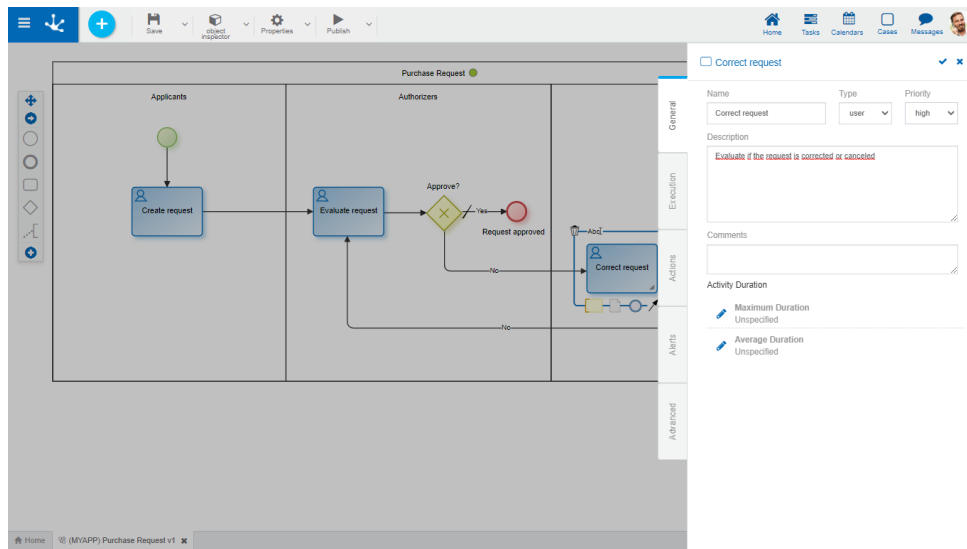 Save
object
inspector
Properties
Publish
Home
Tasks
Calendars
Cases
Messages
Purchase Request
Applicants
Authorizers
Create request
Evaluate request
Approve?
Yes
Request approved
No
Abc
Correct request
No
General
Execution
Actions
Alerts
Advanced
Correct request
Name
Type
Priority
Correct request
user
high
Description
Evaluate if the request is corrected or canceled
Comments
Activity Duration
Maximum Duration
Unspecified
Average Duration
Unspecified
Home
(MYAPP) Purchase Request v1